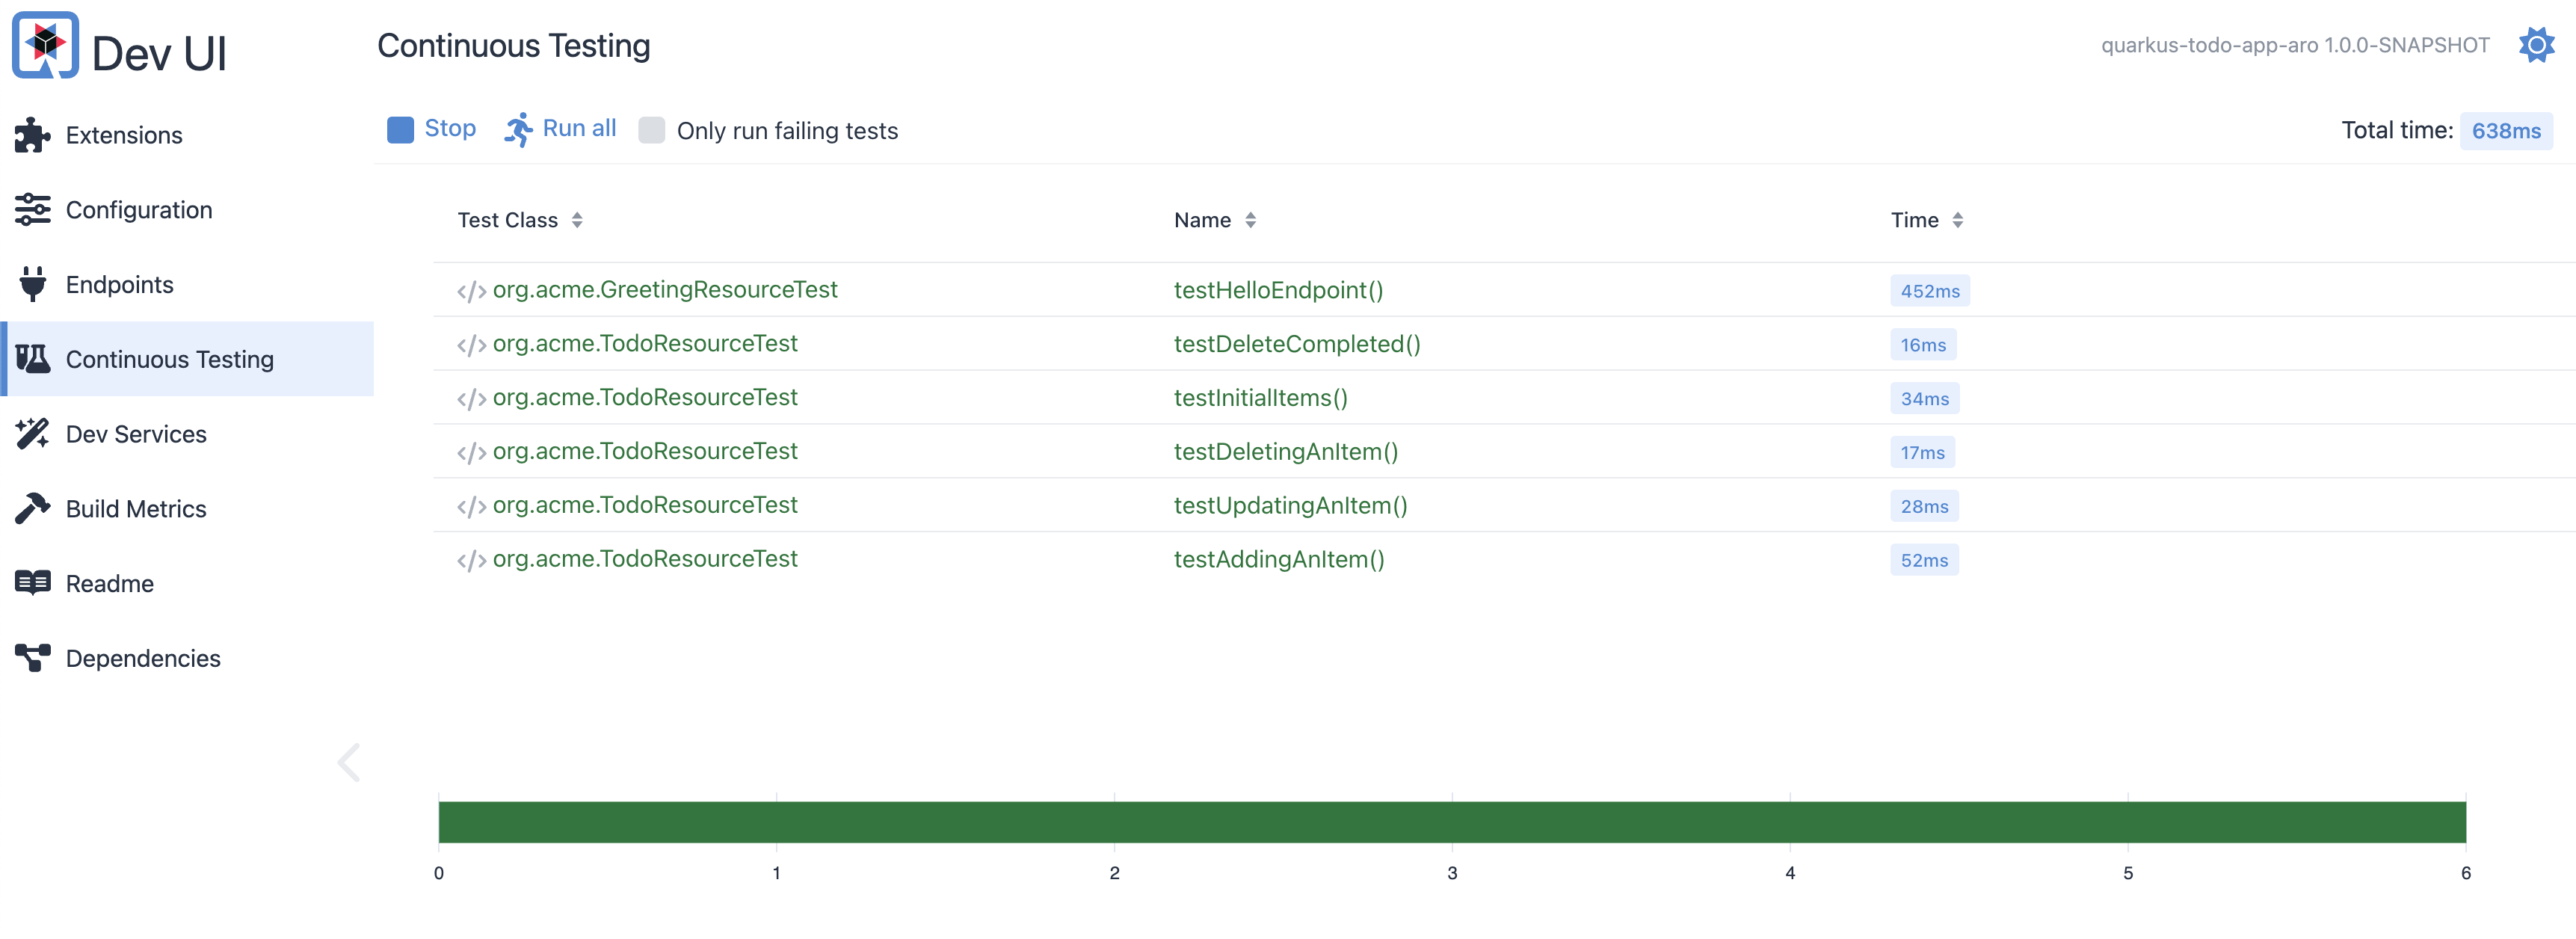 Dev UI
Continuous Testing
quarkus-todo-app-aro 1.0.0-SNAPSHOT
Extensions
Configuration
Endpoints
Continuous Testing
Dev Services
Build Metrics
Readme
Dependencies
Stop Run all Only run failing tests
Total time: 638ms
Test Class Name Time
</> org.acme.GreetingResourceTest testHelloEndpoint() 452ms
</> org.acme.TodoResourceTest testDeleteCompleted() 16ms
</> org.acme.TodoResourceTest testInitialItems() 34ms
</> org.acme.TodoResourceTest testDeletingAnItem() 17ms
</> org.acme.TodoResourceTest testUpdatingAnItem() 28ms
</> org.acme.TodoResourceTest testAddingAnItem() 52ms
0 1 2 3 4 5 6